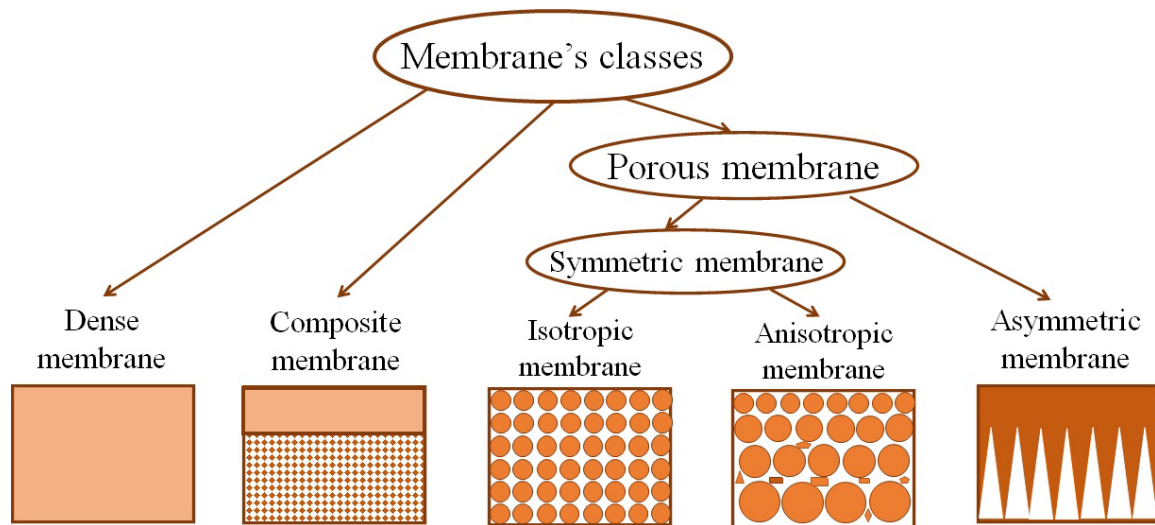 Membrane's classes
Porous membrane
Symmetric membrane
Dense
membrane
Composite
membrane
Isotropic
membrane
Anisotropic
membrane
Asymmetric
membrane